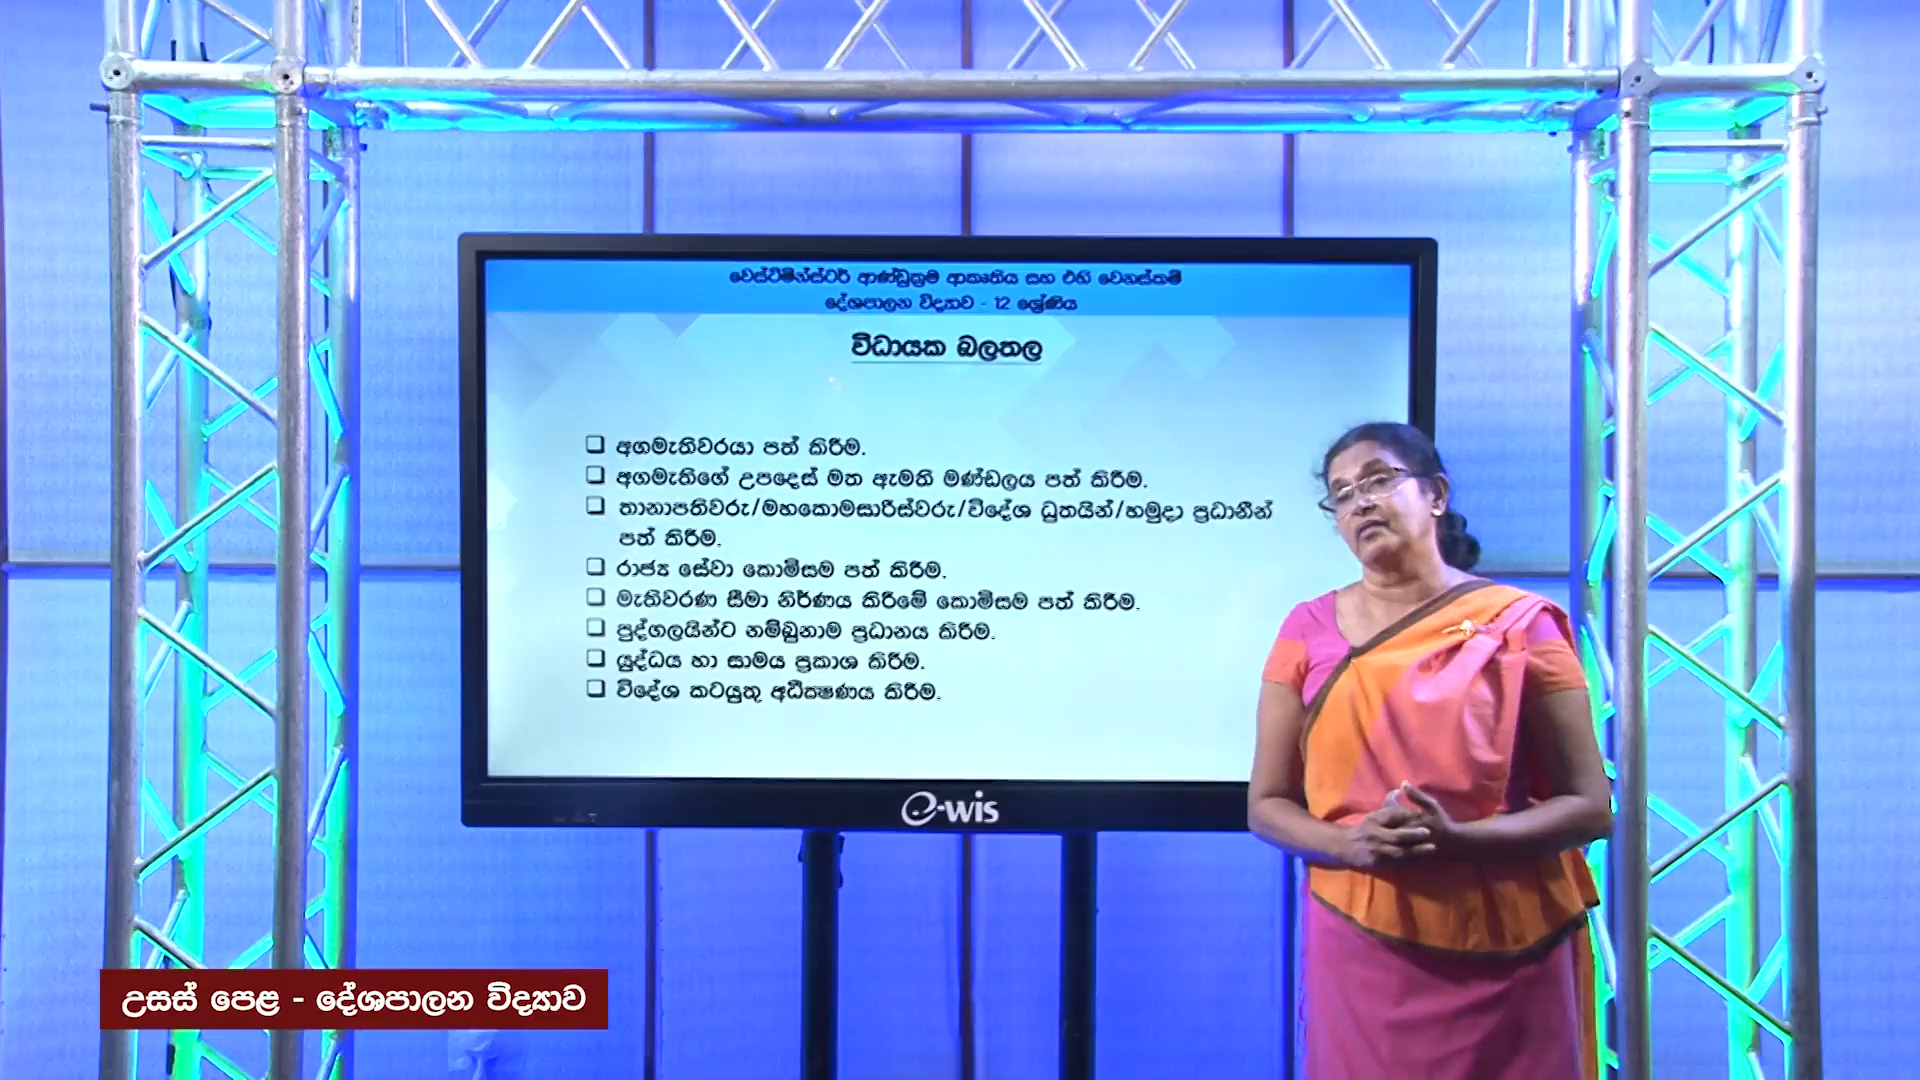 වෙස්ට්මින්ස්ටර් ආණ්ඩුක්‍රම ආකෘතිය සහ එහි වෙනස්කම්
දේශපාලන විද්‍යාව - 12 ශ්‍රේණිය
විධායක බලතල
❑ අගමැතිවරයා පත් කිරීම.
❑ අගමැතිගේ උපදෙස් මත ඇමති මණ්ඩලය පත් කිරීම.
❑ තානාපතිවරු/මහකොමසාරිස්වරු/විදේශ ධුතයින්/හමුදා ප්‍රධානීන්
පත් කිරීම.
❑ රාජ්‍ය සේවා කොමිසම පත් කිරීම.
❑ මැතිවරණ සීමා නිර්ණය කිරීමේ කොමිසම පත් කිරීම.
❑ පුද්ගලයින්ට නම්බුනාම ප්‍රධානය කිරීම.
❑ යුද්ධය හා සාමය ප්‍රකාශ කිරීම.
❑ විදේශ කටයුතු අධීක්‍ෂණය කිරීම.
e-wis
උසස් පෙළ - දේශපාලන විද්‍යාව